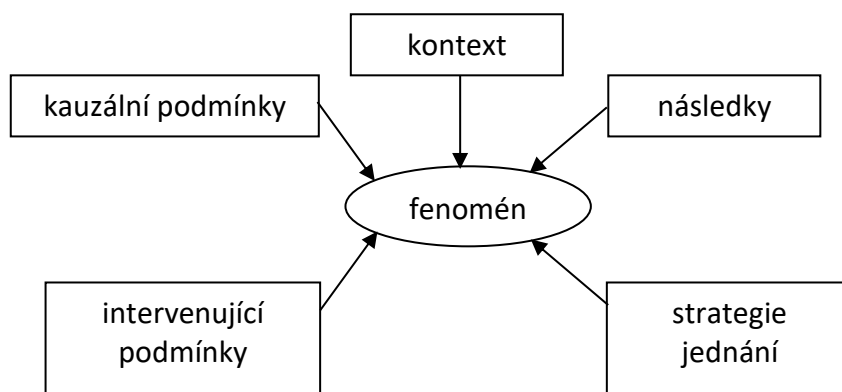 kontext
kauzální podmínky
následky
fenomén
intervenující
podmínky
strategie
jednání